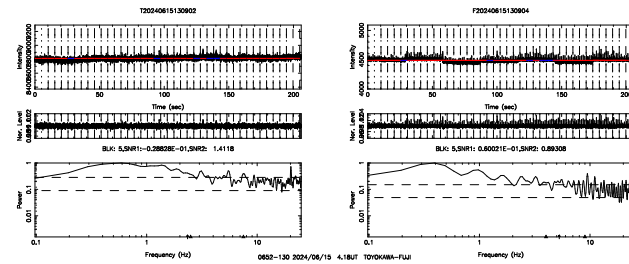 T20240615130902
F20240615130904
Intensity
Intensity
5000
4500
4000
0
50
100
150
200
0
50
100
150
200
Time (sec)
Time (sec)
Nor. Level
Nor. Level
BLK: 5,SNR1:-0.28828E-01,SNR2: 1.4118
BLK: 5,SNR1: 0.60021E-01,SNR2: 0.89308
Power
Power
1
0.1
0.01
1
0.1
0.01
0.1
1
10
0.1
1
10
Frequency (Hz)
Frequency (Hz)
0652-130 2024/06/15 4.18UT TOYOKAWA-FUJI